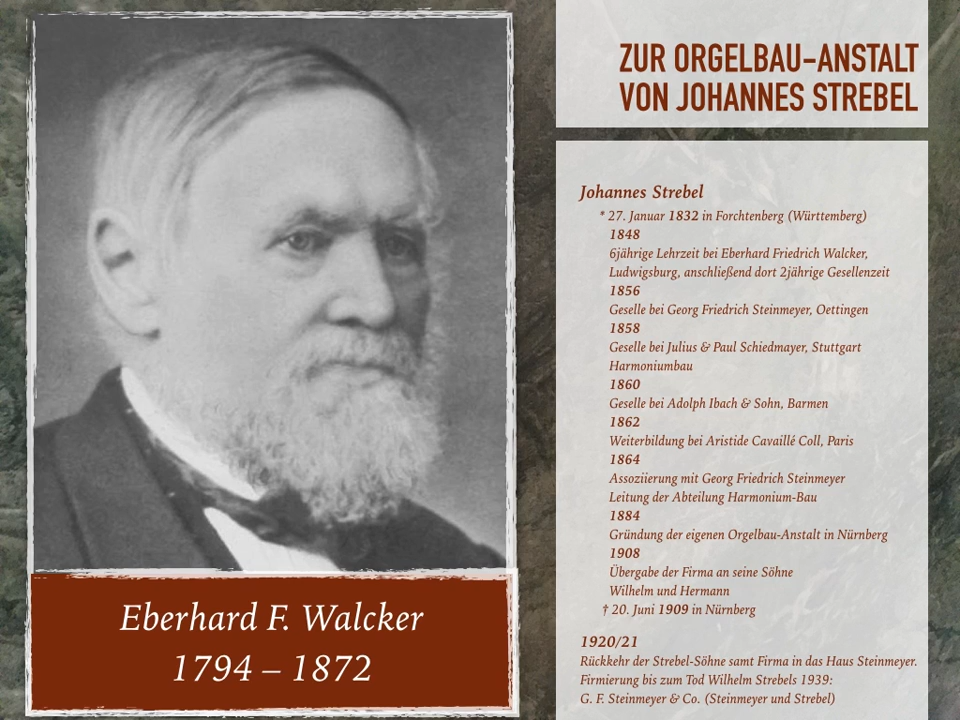 Eberhard F. Walcker
1794 – 1872
ZUR ORGELBAU-ANSTALT
VON JOHANNES STREBEL
Johannes Strebel
* 27. Januar 1832 in Forchtenberg (Württemberg)
1848
6jährige Lehrzeit bei Eberhard Friedrich Walcker,
Ludwigsburg, anschließend dort 2jährige Gesellenzeit
1856
Geselle bei Georg Friedrich Steinmeyer, Oettingen
1858
Geselle bei Julius & Paul Schiedmayer, Stuttgart
Harmoniumbau
1860
Geselle bei Adolph Ibach & Sohn, Barmen
1862
Weiterbildung bei Aristide Cavaillé Coll, Paris
1864
Assoziierung mit Georg Friedrich Steinmeyer
Leitung der Abteilung Harmonium-Bau
1884
Gründung der eigenen Orgelbau-Anstalt in Nürnberg
1908
Übergabe der Firma an seine Söhne
Wilhelm und Hermann
† 20. Juni 1909 in Nürnberg
1920/21
Rückkehr der Strebel-Söhne samt Firma in das Haus Steinmeyer.
Firmierung bis zum Tod Wilhelm Strebels 1939:
G. F. Steinmeyer & Co. (Steinmeyer und Strebel)